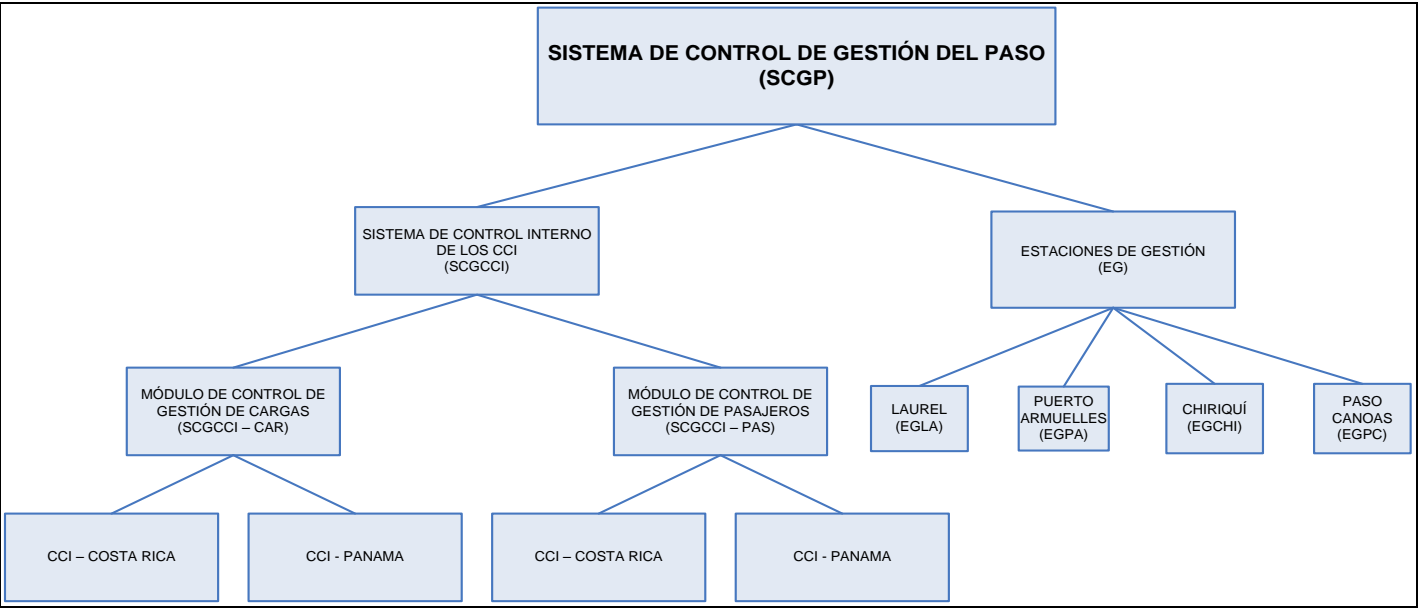 SISTEMA DE CONTROL DE GESTIÓN DEL PASO
(SCGP)
SISTEMA DE CONTROL INTERNO
DE LOS CCI
(SCGCCI)
ESTACIONES DE GESTIÓN
(EG)
MÓDULO DE CONTROL DE
GESTIÓN DE CARGAS
(SCGCCI – CAR)
MÓDULO DE CONTROL DE
GESTIÓN DE PASAJEROS
(SCGCCI – PAS)
LAUREL
(EGLA)
PUERTO
ARMUELLES
(EGPA)
CHIRIQUÍ
(EGCHI)
PASO
CANOAS
(EGPC)
CCI – COSTA RICA
CCI - PANAMA
CCI – COSTA RICA
CCI - PANAMA